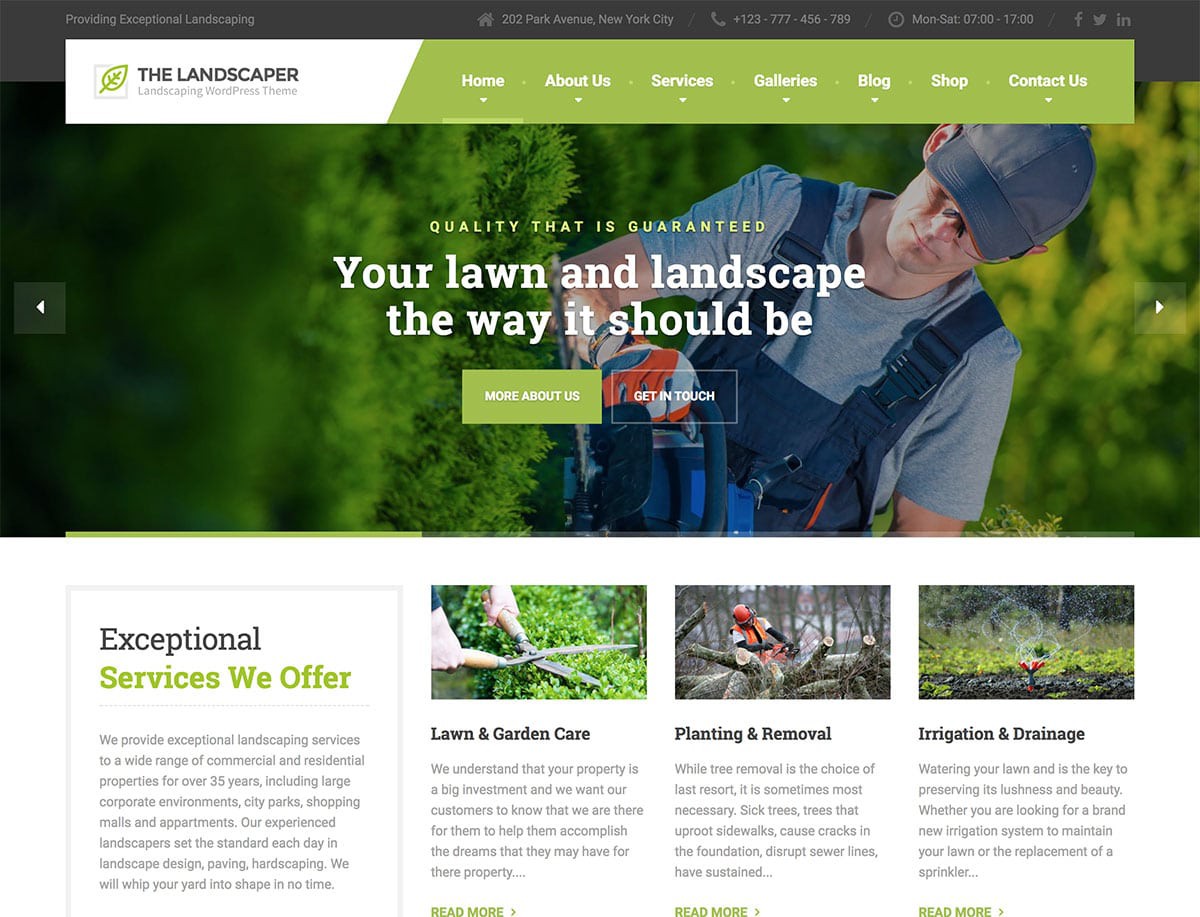 Providing Exceptional Landscaping
202 Park Avenue, New York City / +123 - 777 - 456 - 789 / Mon-Sat: 07:00 - 17:00 /
THE LANDSCAPER
Landscaping WordPress Theme
Home About Us Services Galleries Blog Shop Contact Us
QUALITY THAT IS GUARANTEED
Your lawn and landscape
the way it should be
MORE ABOUT US
GET IN TOUCH
Exceptional
Services We Offer
We provide exceptional landscaping services
to a wide range of commercial and residential
properties for over 35 years, including large
corporate environments, city parks, shopping
malls and appartments. Our experienced
landscapers set the standard each day in
landscape design, paving, hardscaping. We
will whip your yard into shape in no time.
Lawn & Garden Care
We understand that your property is
a big investment and we want our
customers to know that we are there
for them to help them accomplish
the dreams that they may have for
there property....
READ MORE
Planting & Removal
While tree removal is the choice of
last resort, it is sometimes most
necessary. Sick trees, trees that
uproot sidewalks, cause cracks in
the foundation, disrupt sewer lines,
have sustained...
READ MORE
Irrigation & Drainage
Watering your lawn and is the key to
preserving its lushness and beauty.
Whether you are looking for a brand
new irrigation system to maintain
your lawn or the replacement of a
sprinkler...
READ MORE